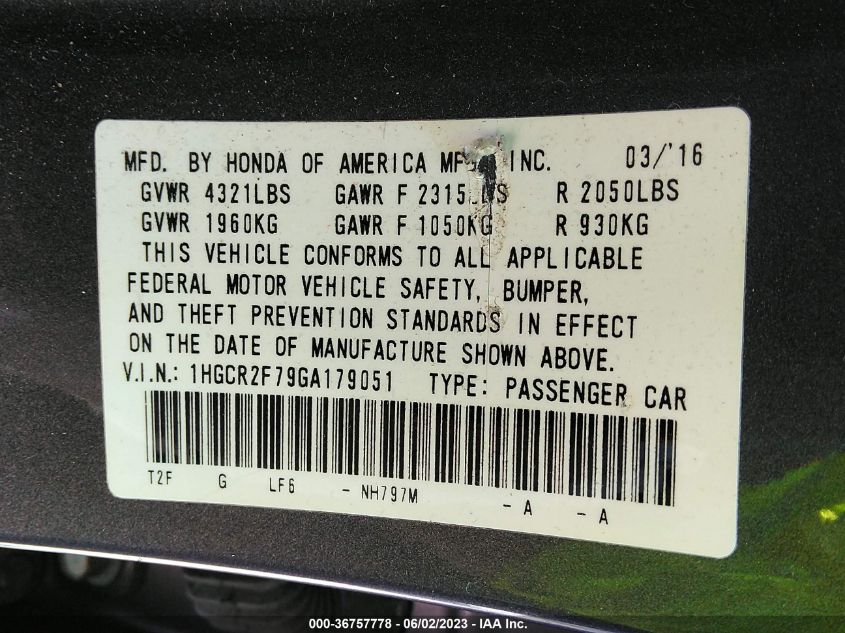 MFD. BY HONDA OF AMERICA INC. 03/'16
GVWR 4321LBS GAWR F R 2050LBS
GVWR 1960KG GAWR F 1050KG R 930KG
THIS VEHICLE CONFORMS TO ALL APPLICABLE
FEDERAL MOTOR VEHICLE SAFETY, BUMPER,
AND THEFT PREVENTION STANDARDS IN EFFECT
ON THE DATE OF MANUFACTURE SHOWN ABOVE.
V.I.N.: 1HGCR2F79GA179051 TYPE: PASSENGER CAR
T2F G LF6 - NH797M - A - A
000-36757778 - 06/02/2023 - IAA Inc.